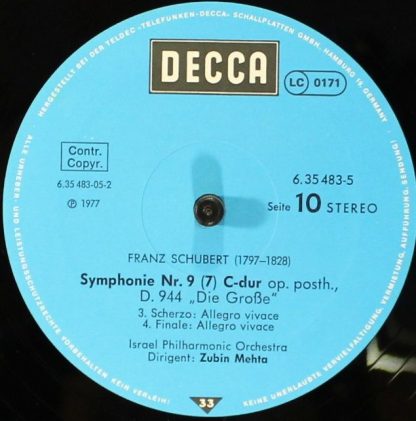 HERGESTELLT BEI DER TELDEC »TELEFUNKEN-DECCA« SCHALLPLATTEN GMBH, HAMBURG 19, GERMANY
DECCA
LC 0171
Contr.
Copyr.
6.35 483-05-2
℗ 1977
6.35 483-5
Seite 10 STEREO
FRANZ SCHUBERT (1797–1828)
Symphonie Nr. 9 (7) C-dur op. posth.,
D. 944 „Die Große“
3. Scherzo: Allegro vivace
4. Finale: Allegro vivace
Israel Philharmonic Orchestra
Dirigent: Zubin Mehta
33
ALLE URHEBER- UND LEISTUNGSSCHUTZRECHTE VORBEHALTEN KEIN VERLEIH!
KEINE UNERLAUBTE VERVIELFÄLTIGUNG, VERMIETUNG, AUFFÜHRUNG, SENDUNG!